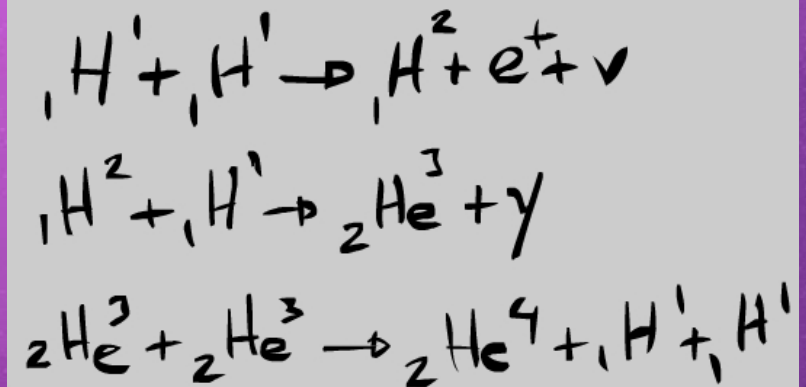 ₁H¹ + ₁H¹ → ₁H² + e⁺ + ν
₁H² + ₁H¹ → ₂He³ + γ
₂He³ + ₂He³ → ₂He⁴ + ₁H¹ + ₁H¹